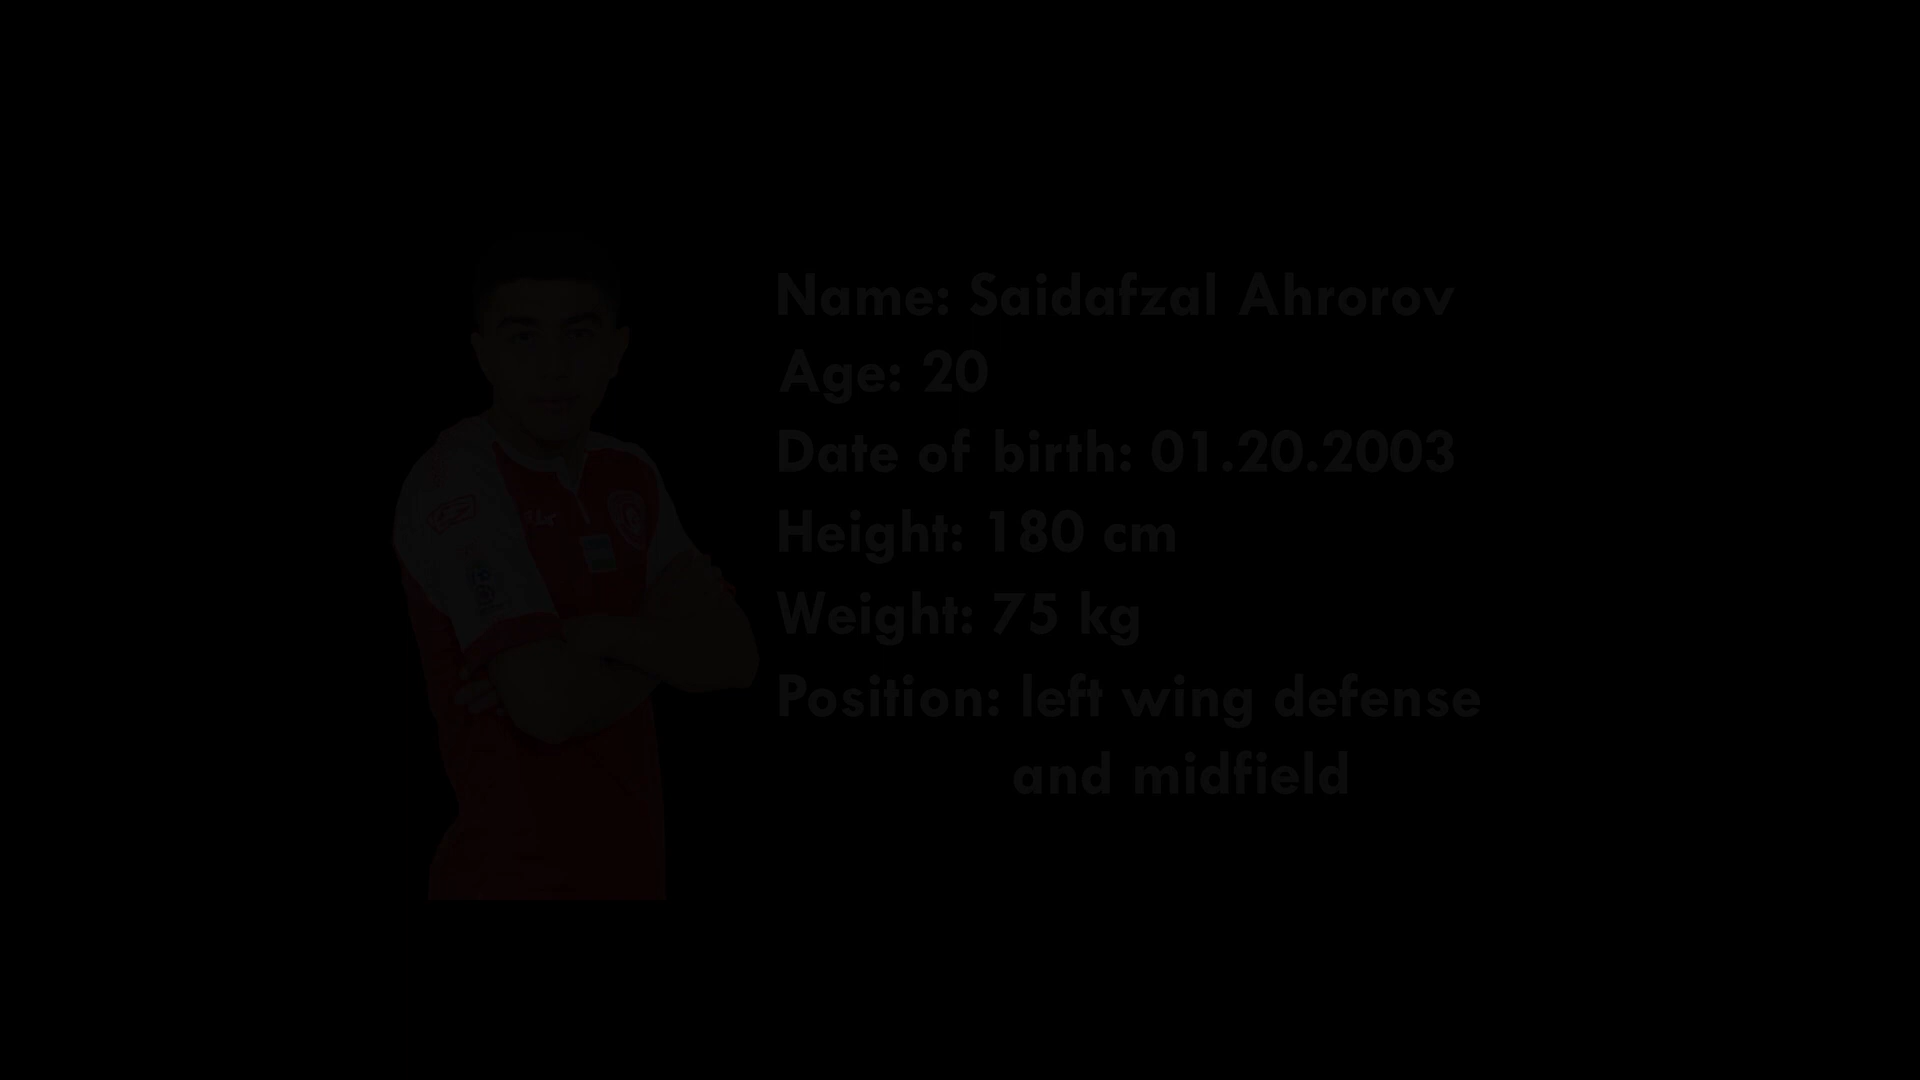 Name: Saidafzal Ahrorov
Age: 20
Date of birth: 01.20.2003
Height: 180 cm
Weight: 75 kg
Position: left wing defense
and midfield